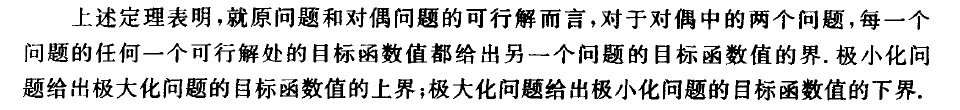 上述定理表明,就原问题和对偶问题的可行解而言,对于对偶中的两个问题,每一个
问题的任何一个可行解处的目标函数值都给出另一个问题的目标函数值的界.极小化问
题给出极大化问题的目标函数值的上界;极大化问题给出极小化问题的目标函数值的下界.